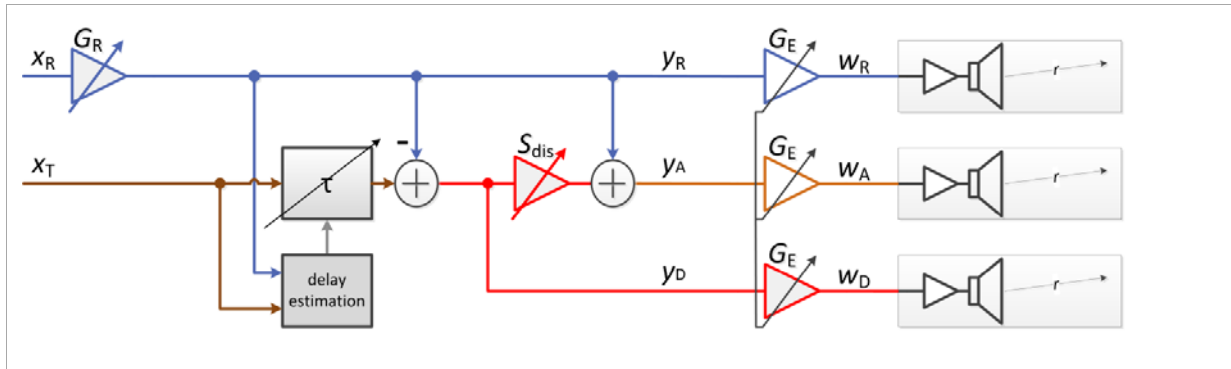 G_R
x_R
y_R
G_E
w_R
r
-
x_T
τ
+
S_dis
+
y_A
G_E
w_A
r
delay
estimation
y_D
G_E
w_D
r